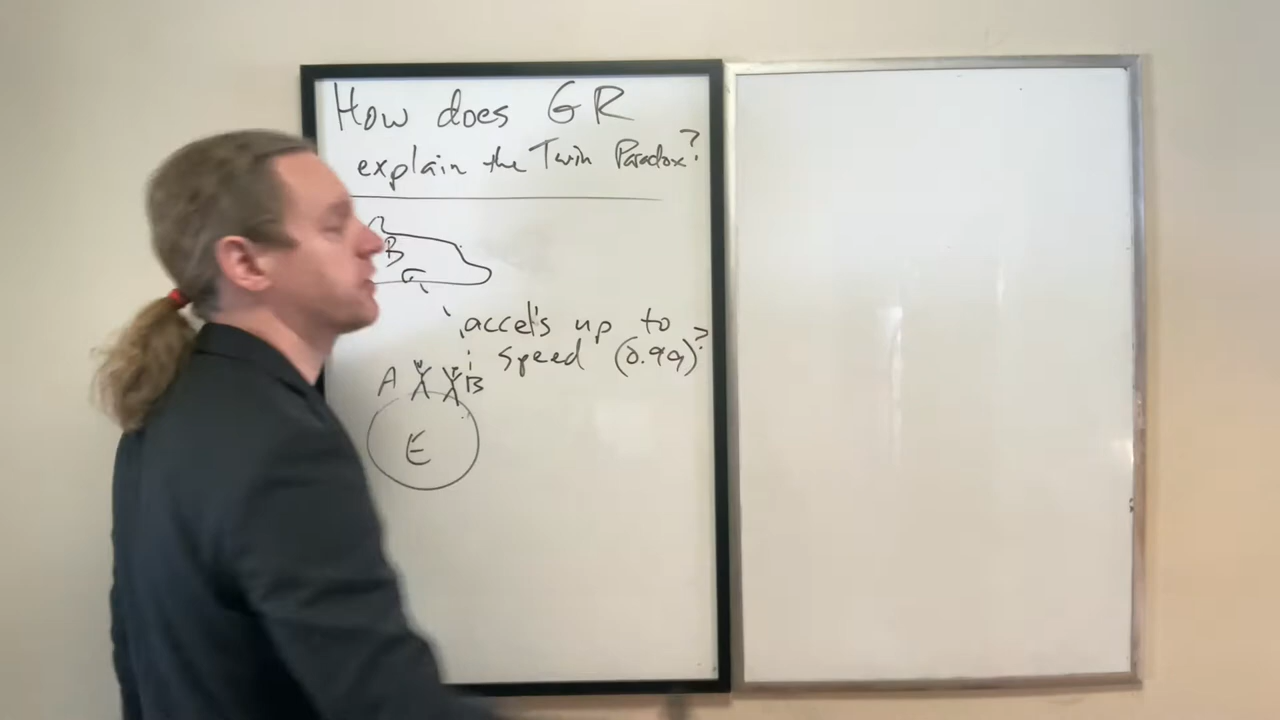 How does GR
explain the Twin Paradox?
B
accel's up to
speed (0.99)?
A B
E